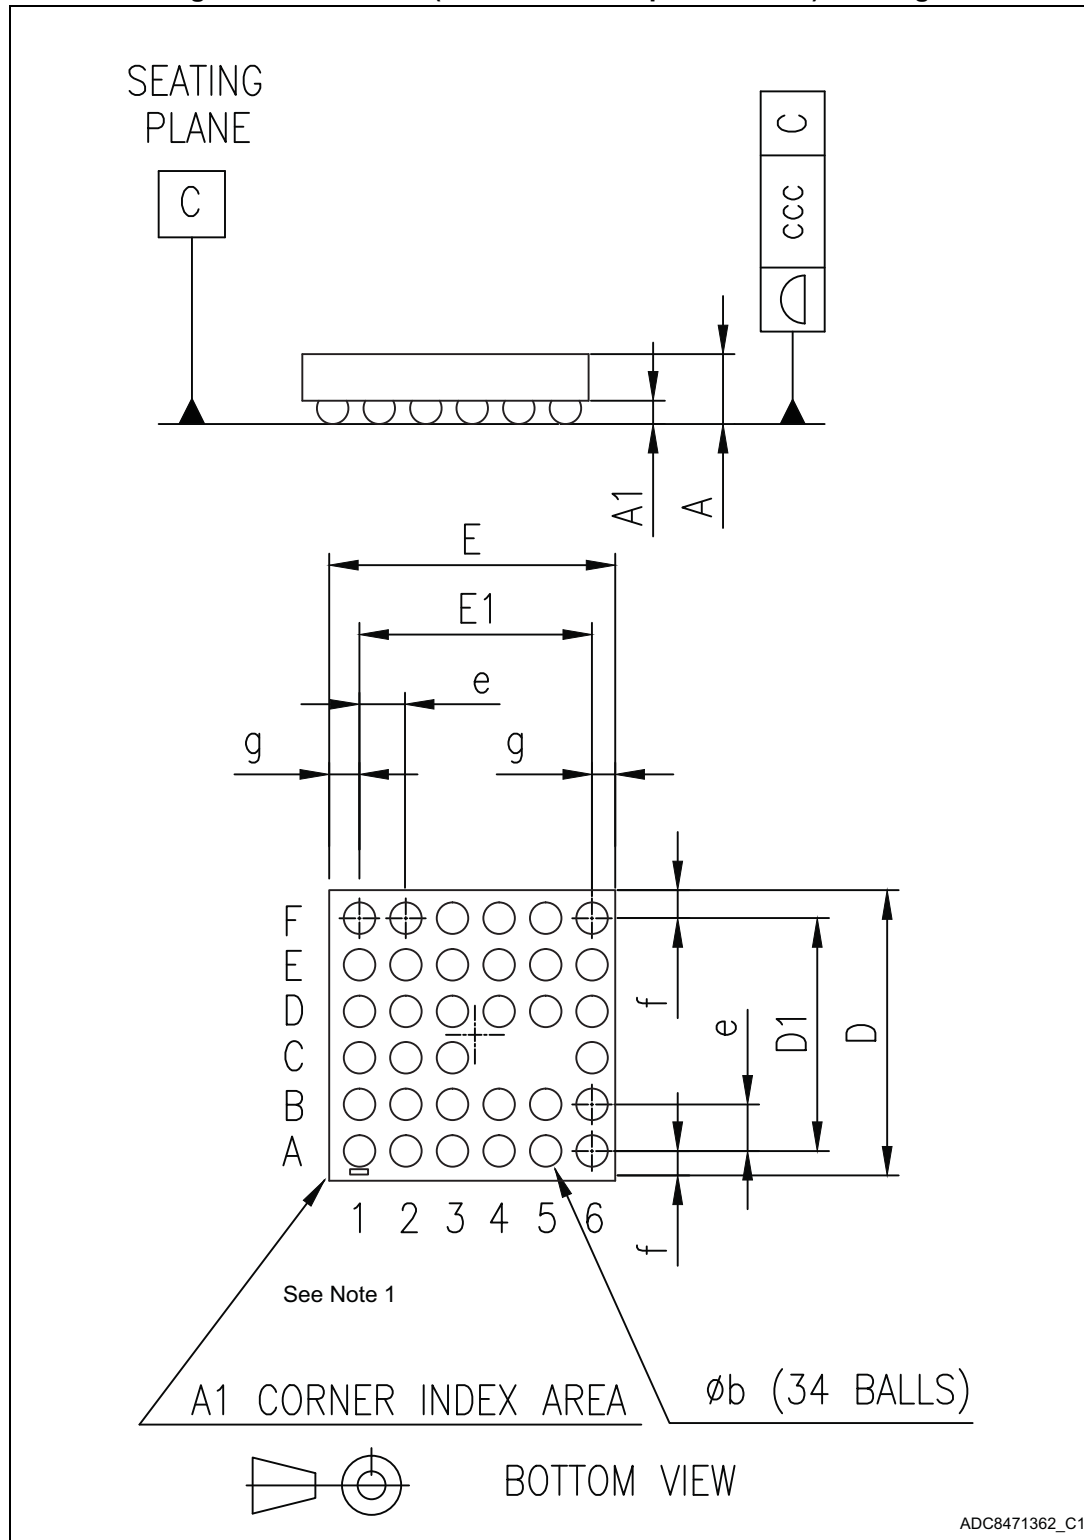 SEATING
PLANE
C
C
ccc
A1
A
E
E1
e
g
g
F
E
D
C
B
A
f
e
D1
D
f
1 2 3 4 5 6
See Note 1
A1 CORNER INDEX AREA
øb (34 BALLS)
BOTTOM VIEW
ADC8471362_C1